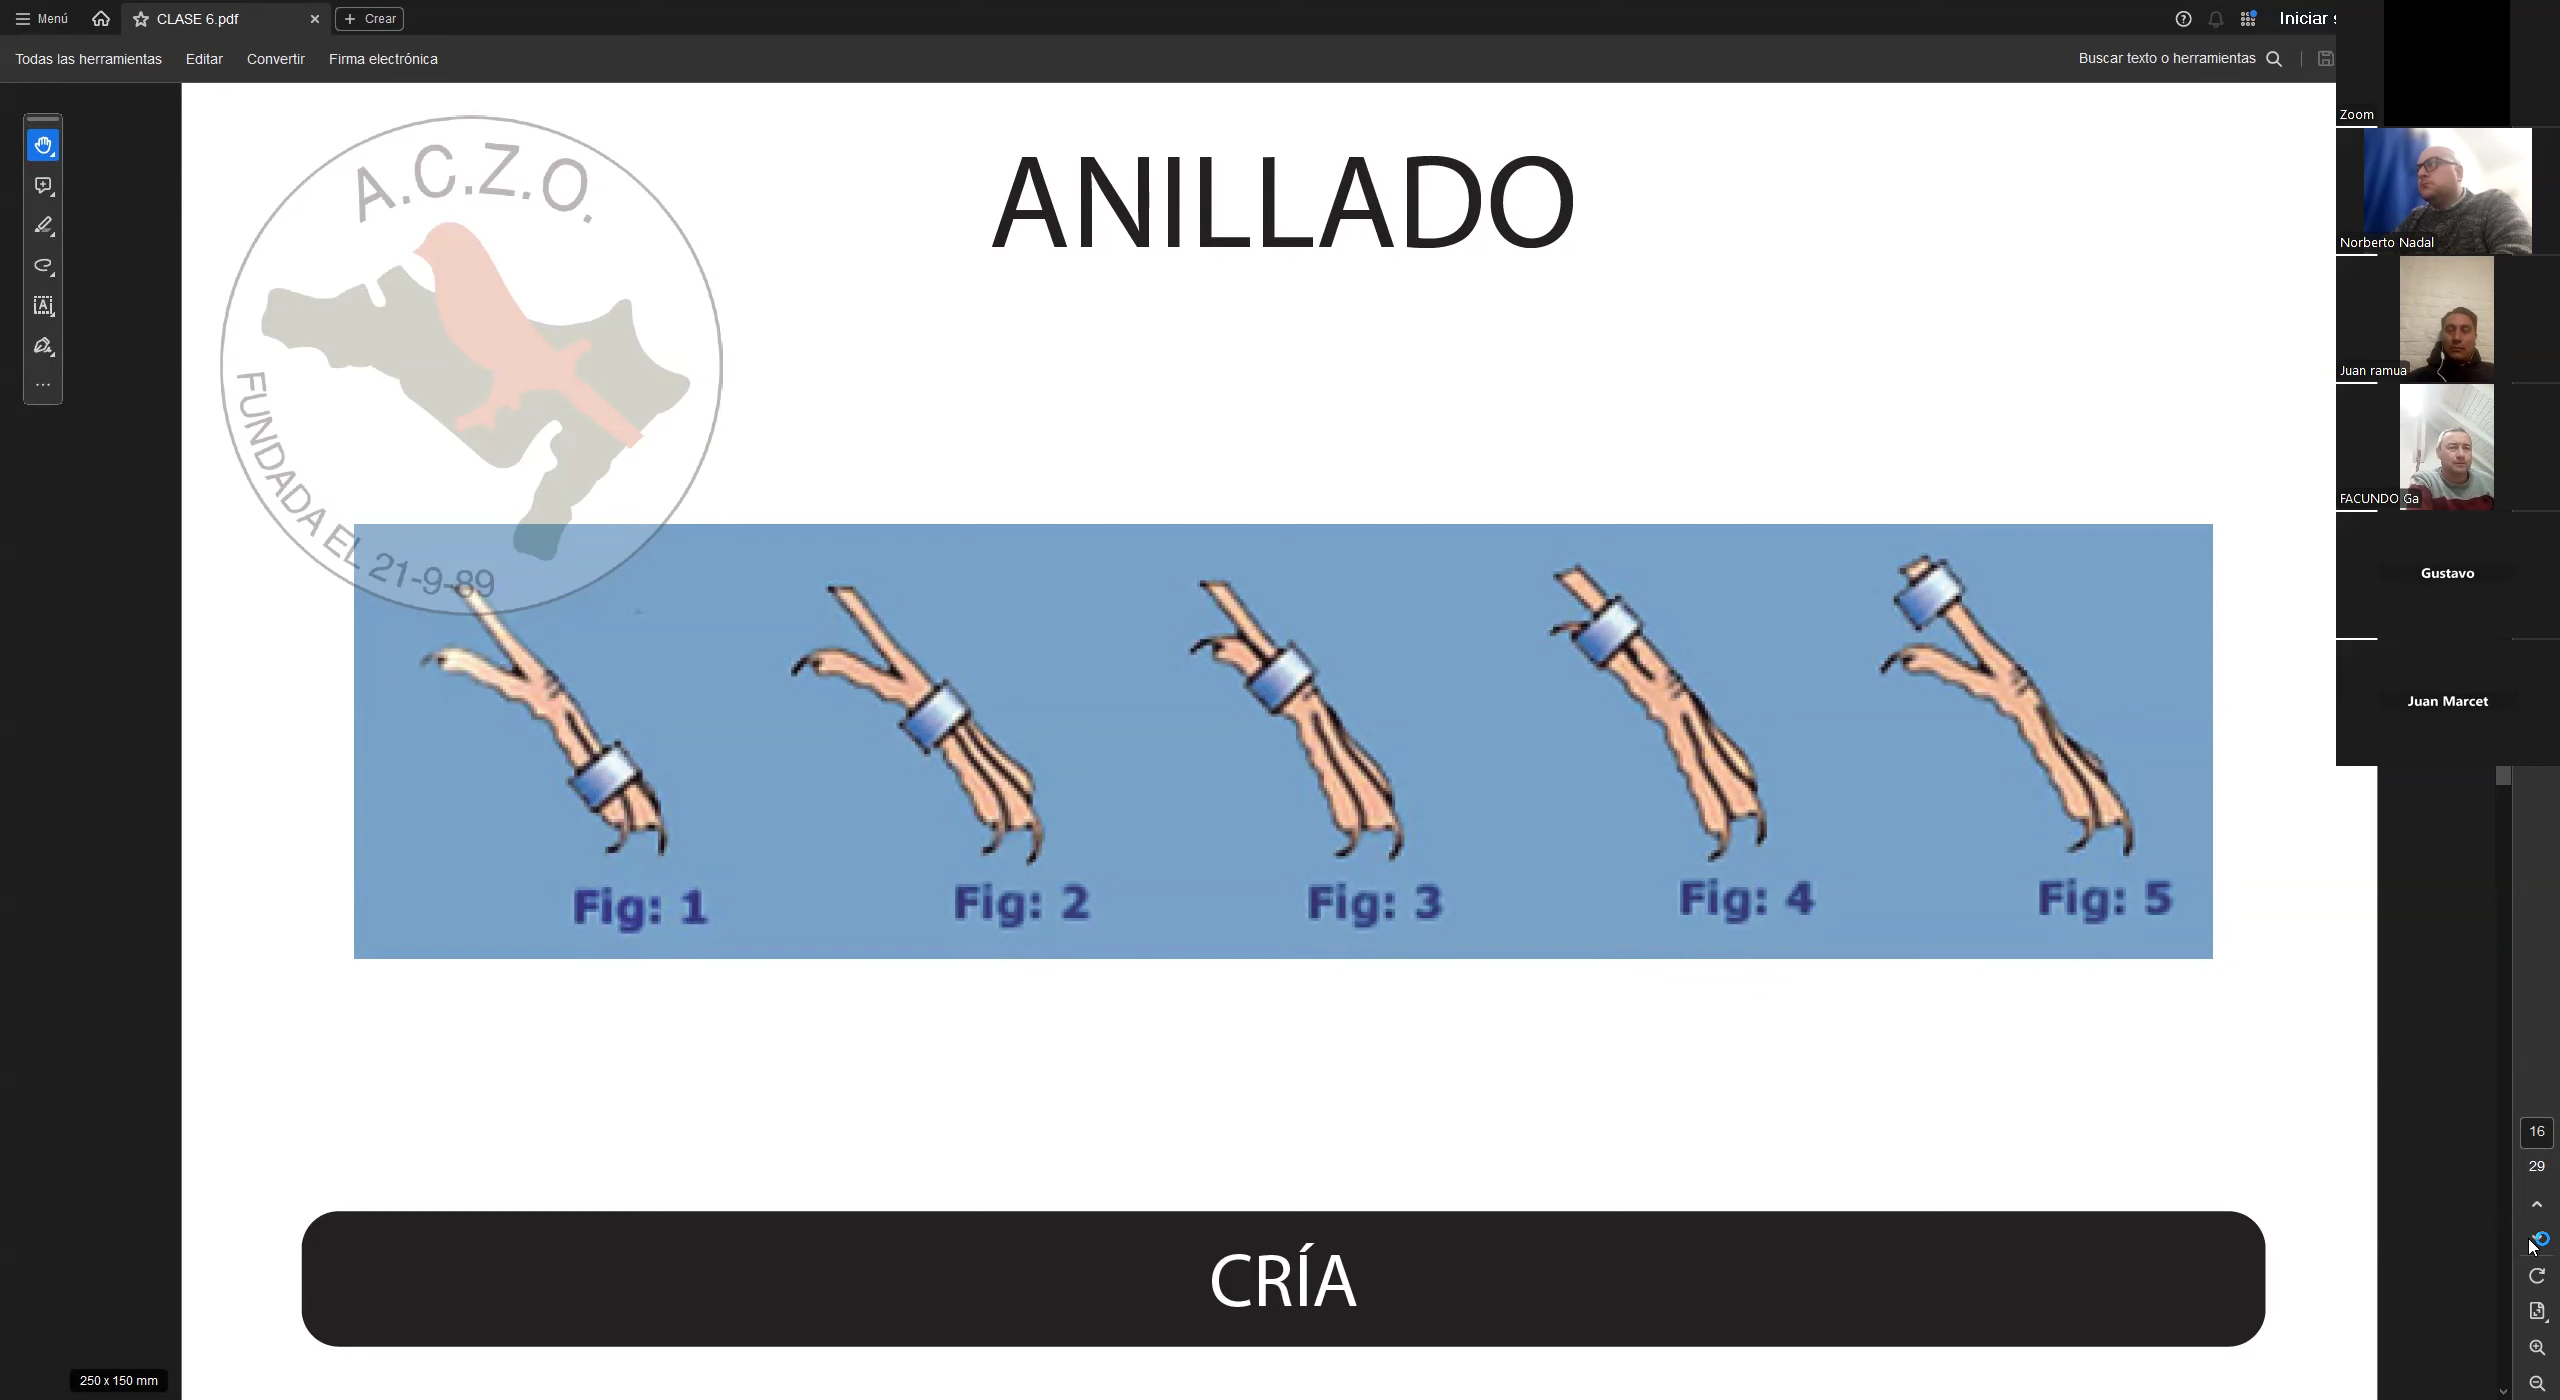 Menú
CLASE 6.pdf
Crear
Iniciar
Todas las herramientas
Editar
Convertir
Firma electrónica
Buscar texto o herramientas
A.C.Z.O.
FUNDADA EL 21-9-89
ANILLADO
Fig: 1
Fig: 2
Fig: 3
Fig: 4
Fig: 5
CRÍA
250 x 150 mm
Zoom
Norberto Nadal
Juan ramua
FACUNDO Ga
Gustavo
Juan Marcet
16
29